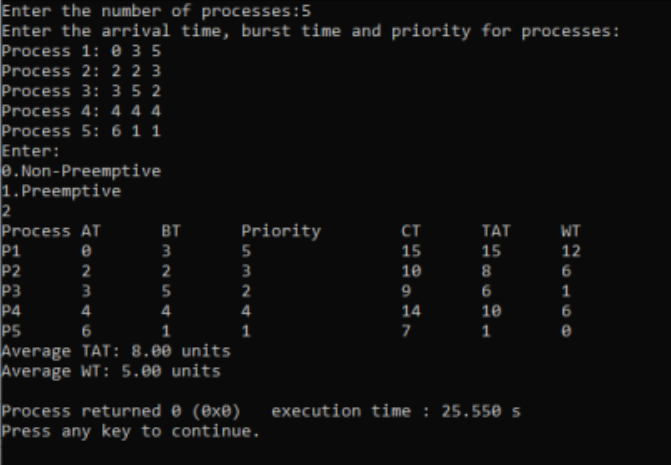 Enter the number of processes:5
Enter the arrival time, burst time and priority for processes:
Process 1: 0 3 5
Process 2: 2 2 3
Process 3: 3 5 2
Process 4: 4 4 4
Process 5: 6 1 1
Enter:
0.Non-Preemptive
1.Preemptive
2
Process AT BT Priority CT TAT WT
P1 0 3 5 15 15 12
P2 2 2 3 10 8 6
P3 3 5 2 9 6 1
P4 4 4 4 14 10 6
P5 6 1 1 7 1 0
Average TAT: 8.00 units
Average WT: 5.00 units
Process returned 0 (0x0) execution time : 25.550 s
Press any key to continue.